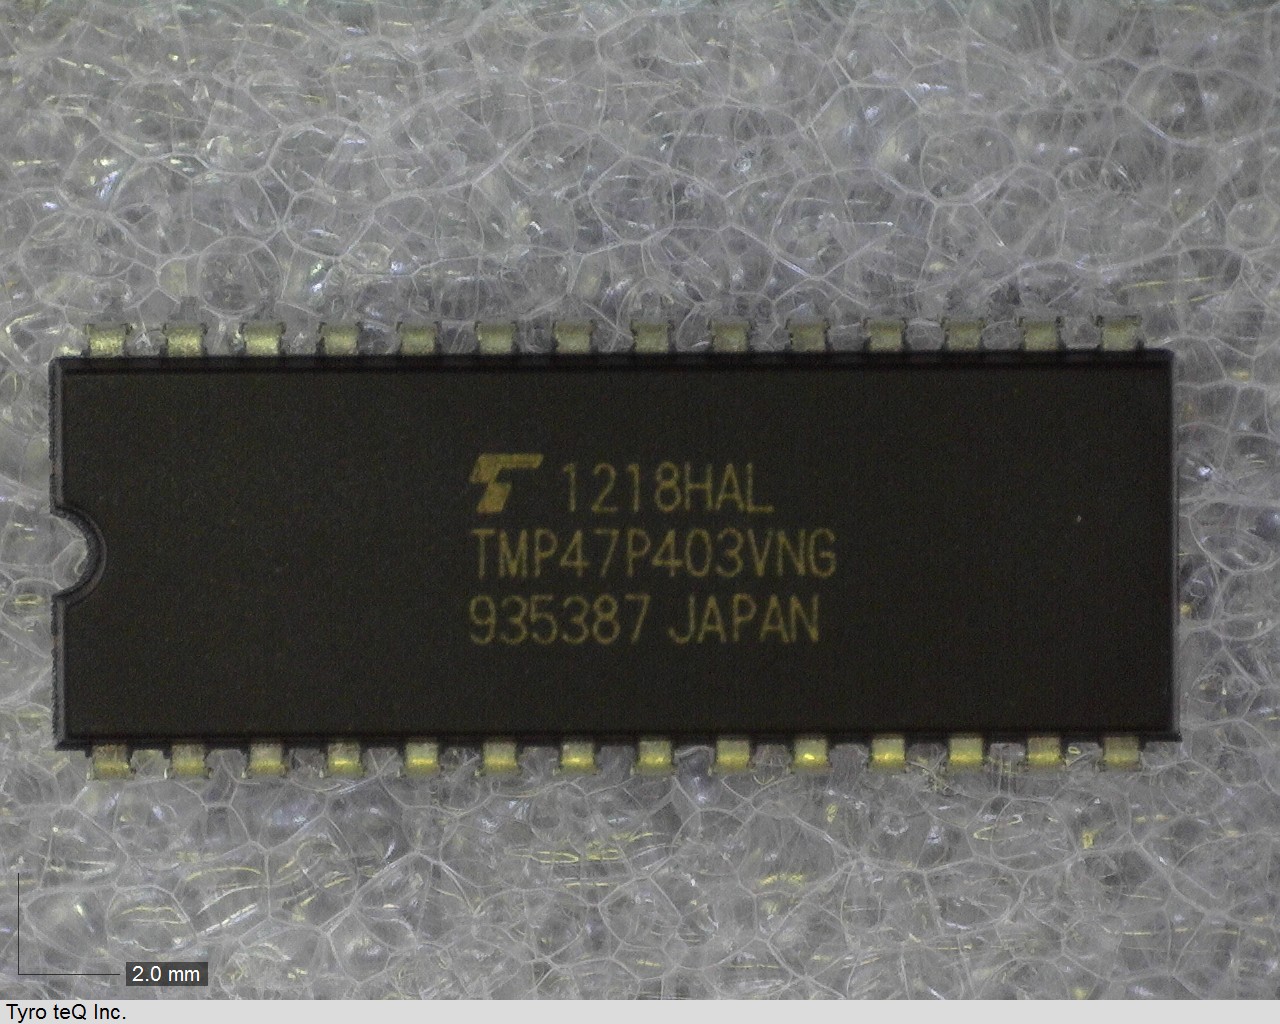 1218HAL
TMP47P403VNG
935387 JAPAN
2.0 mm
Tyro teQ Inc.